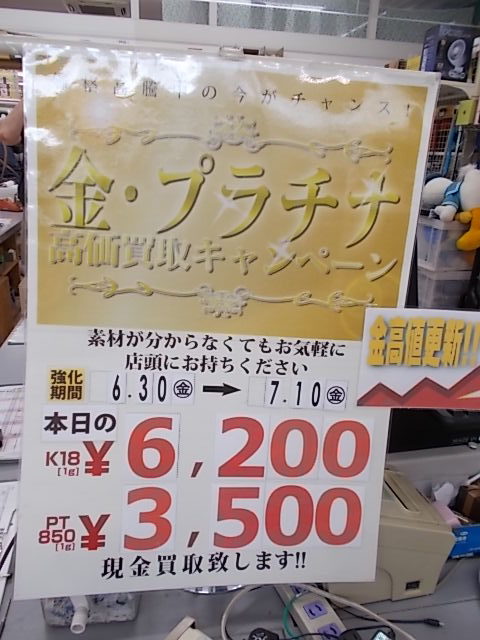 の今がチャンス!
金・プラチナ
高価買取キャンペーン
素材が分からなくてもお気軽に
店頭にお持ちください
強化期間 6.30金 → 7.10金
本日の
K18[1g] ¥6,200
PT850[1g] ¥3,500
現金買取致します!!
金高値更新!!